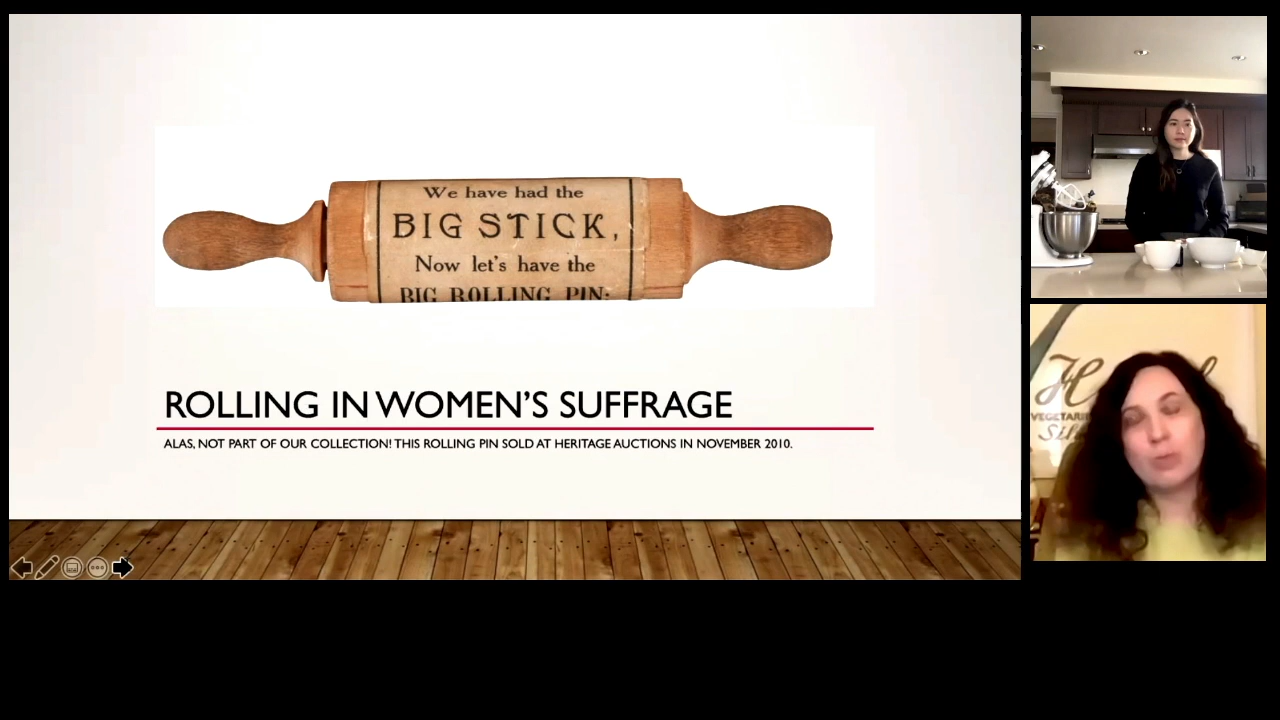 We have had the
BIG STICK,
Now let's have the
BIG ROLLING PIN:
ROLLING IN WOMEN'S SUFFRAGE
ALAS, NOT PART OF OUR COLLECTION! THIS ROLLING PIN SOLD AT HERITAGE AUCTIONS IN NOVEMBER 2010.